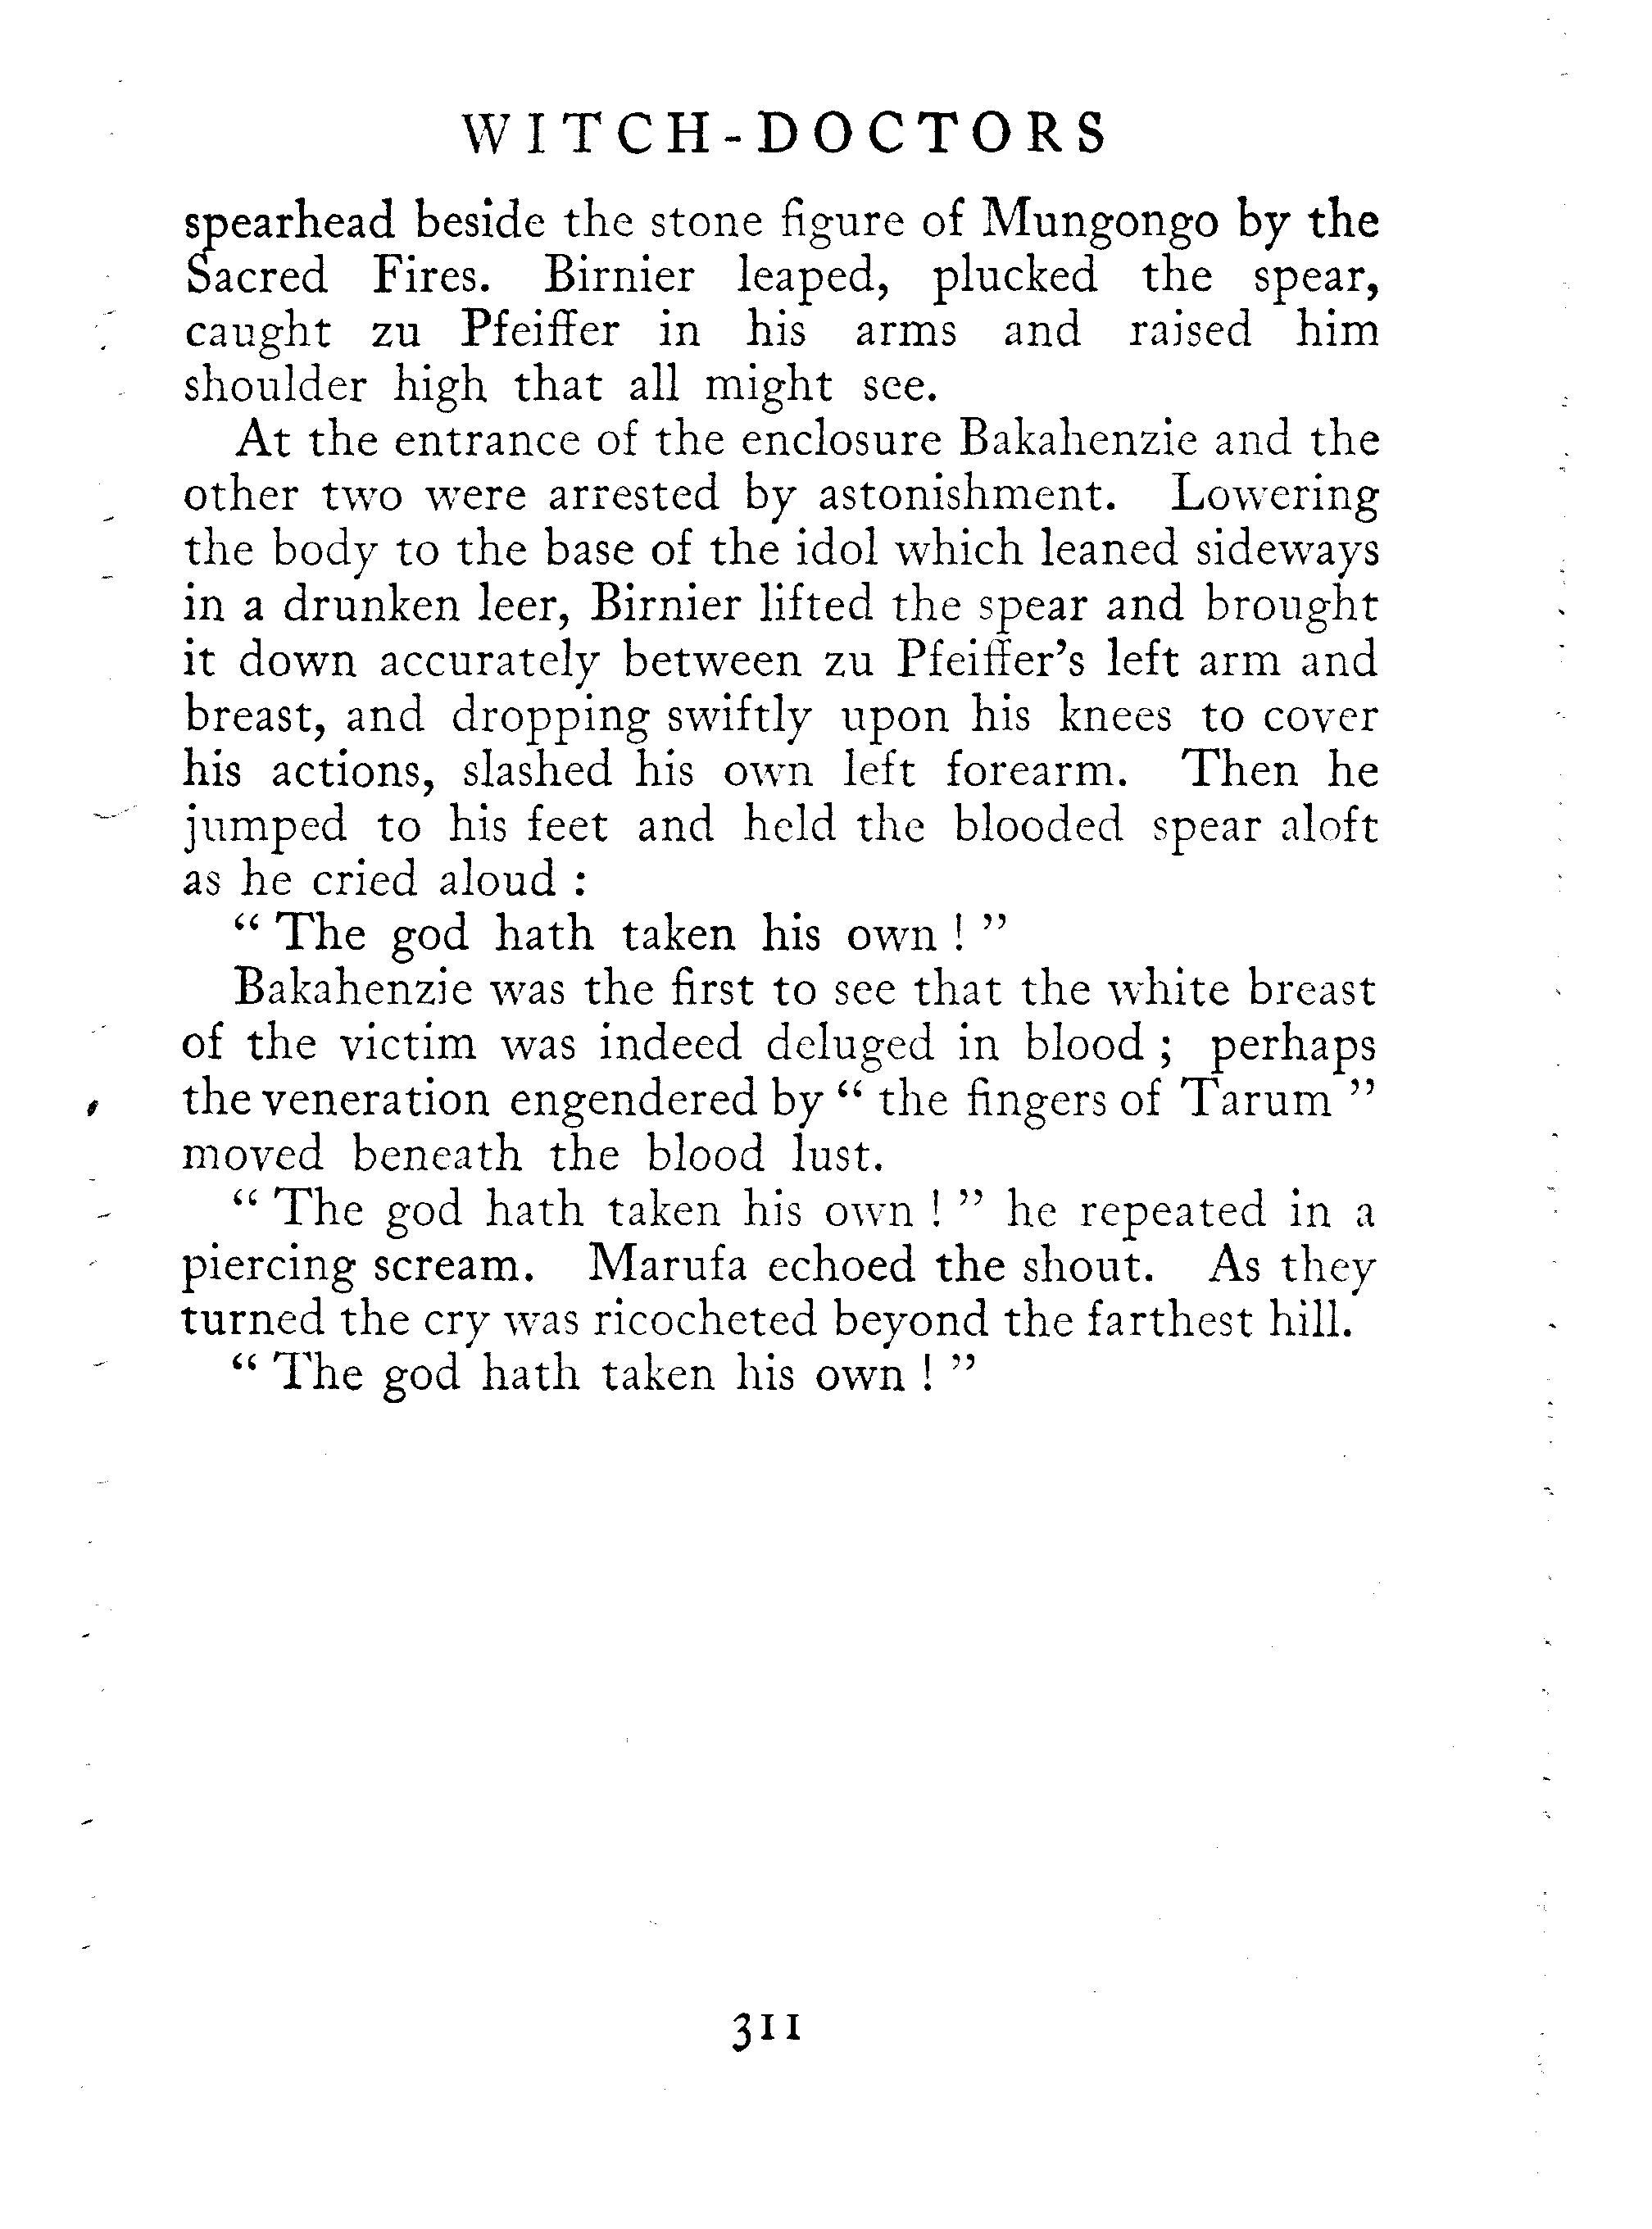 WITCH-DOCTORS
spearhead beside the stone figure of Mungongo by the
Sacred Fires. Birnier leaped, plucked the spear,
caught zu Pfeiffer in his arms and raised him
shoulder high that all might see.
At the entrance of the enclosure Bakahenzie and the
other two were arrested by astonishment. Lowering
the body to the base of the idol which leaned sideways
in a drunken leer, Birnier lifted the spear and brought
it down accurately between zu Pfeiffer's left arm and
breast, and dropping swiftly upon his knees to cover
his actions, slashed his own left forearm. Then he
jumped to his feet and held the blooded spear aloft
as he cried aloud :
“ The god hath taken his own ! ”
Bakahenzie was the first to see that the white breast
of the victim was indeed deluged in blood ; perhaps
the veneration engendered by “ the fingers of Tarum ”
moved beneath the blood lust.
“ The god hath taken his own ! ” he repeated in a
piercing scream. Marufa echoed the shout. As they
turned the cry was ricocheted beyond the farthest hill.
“ The god hath taken his own ! ”
311